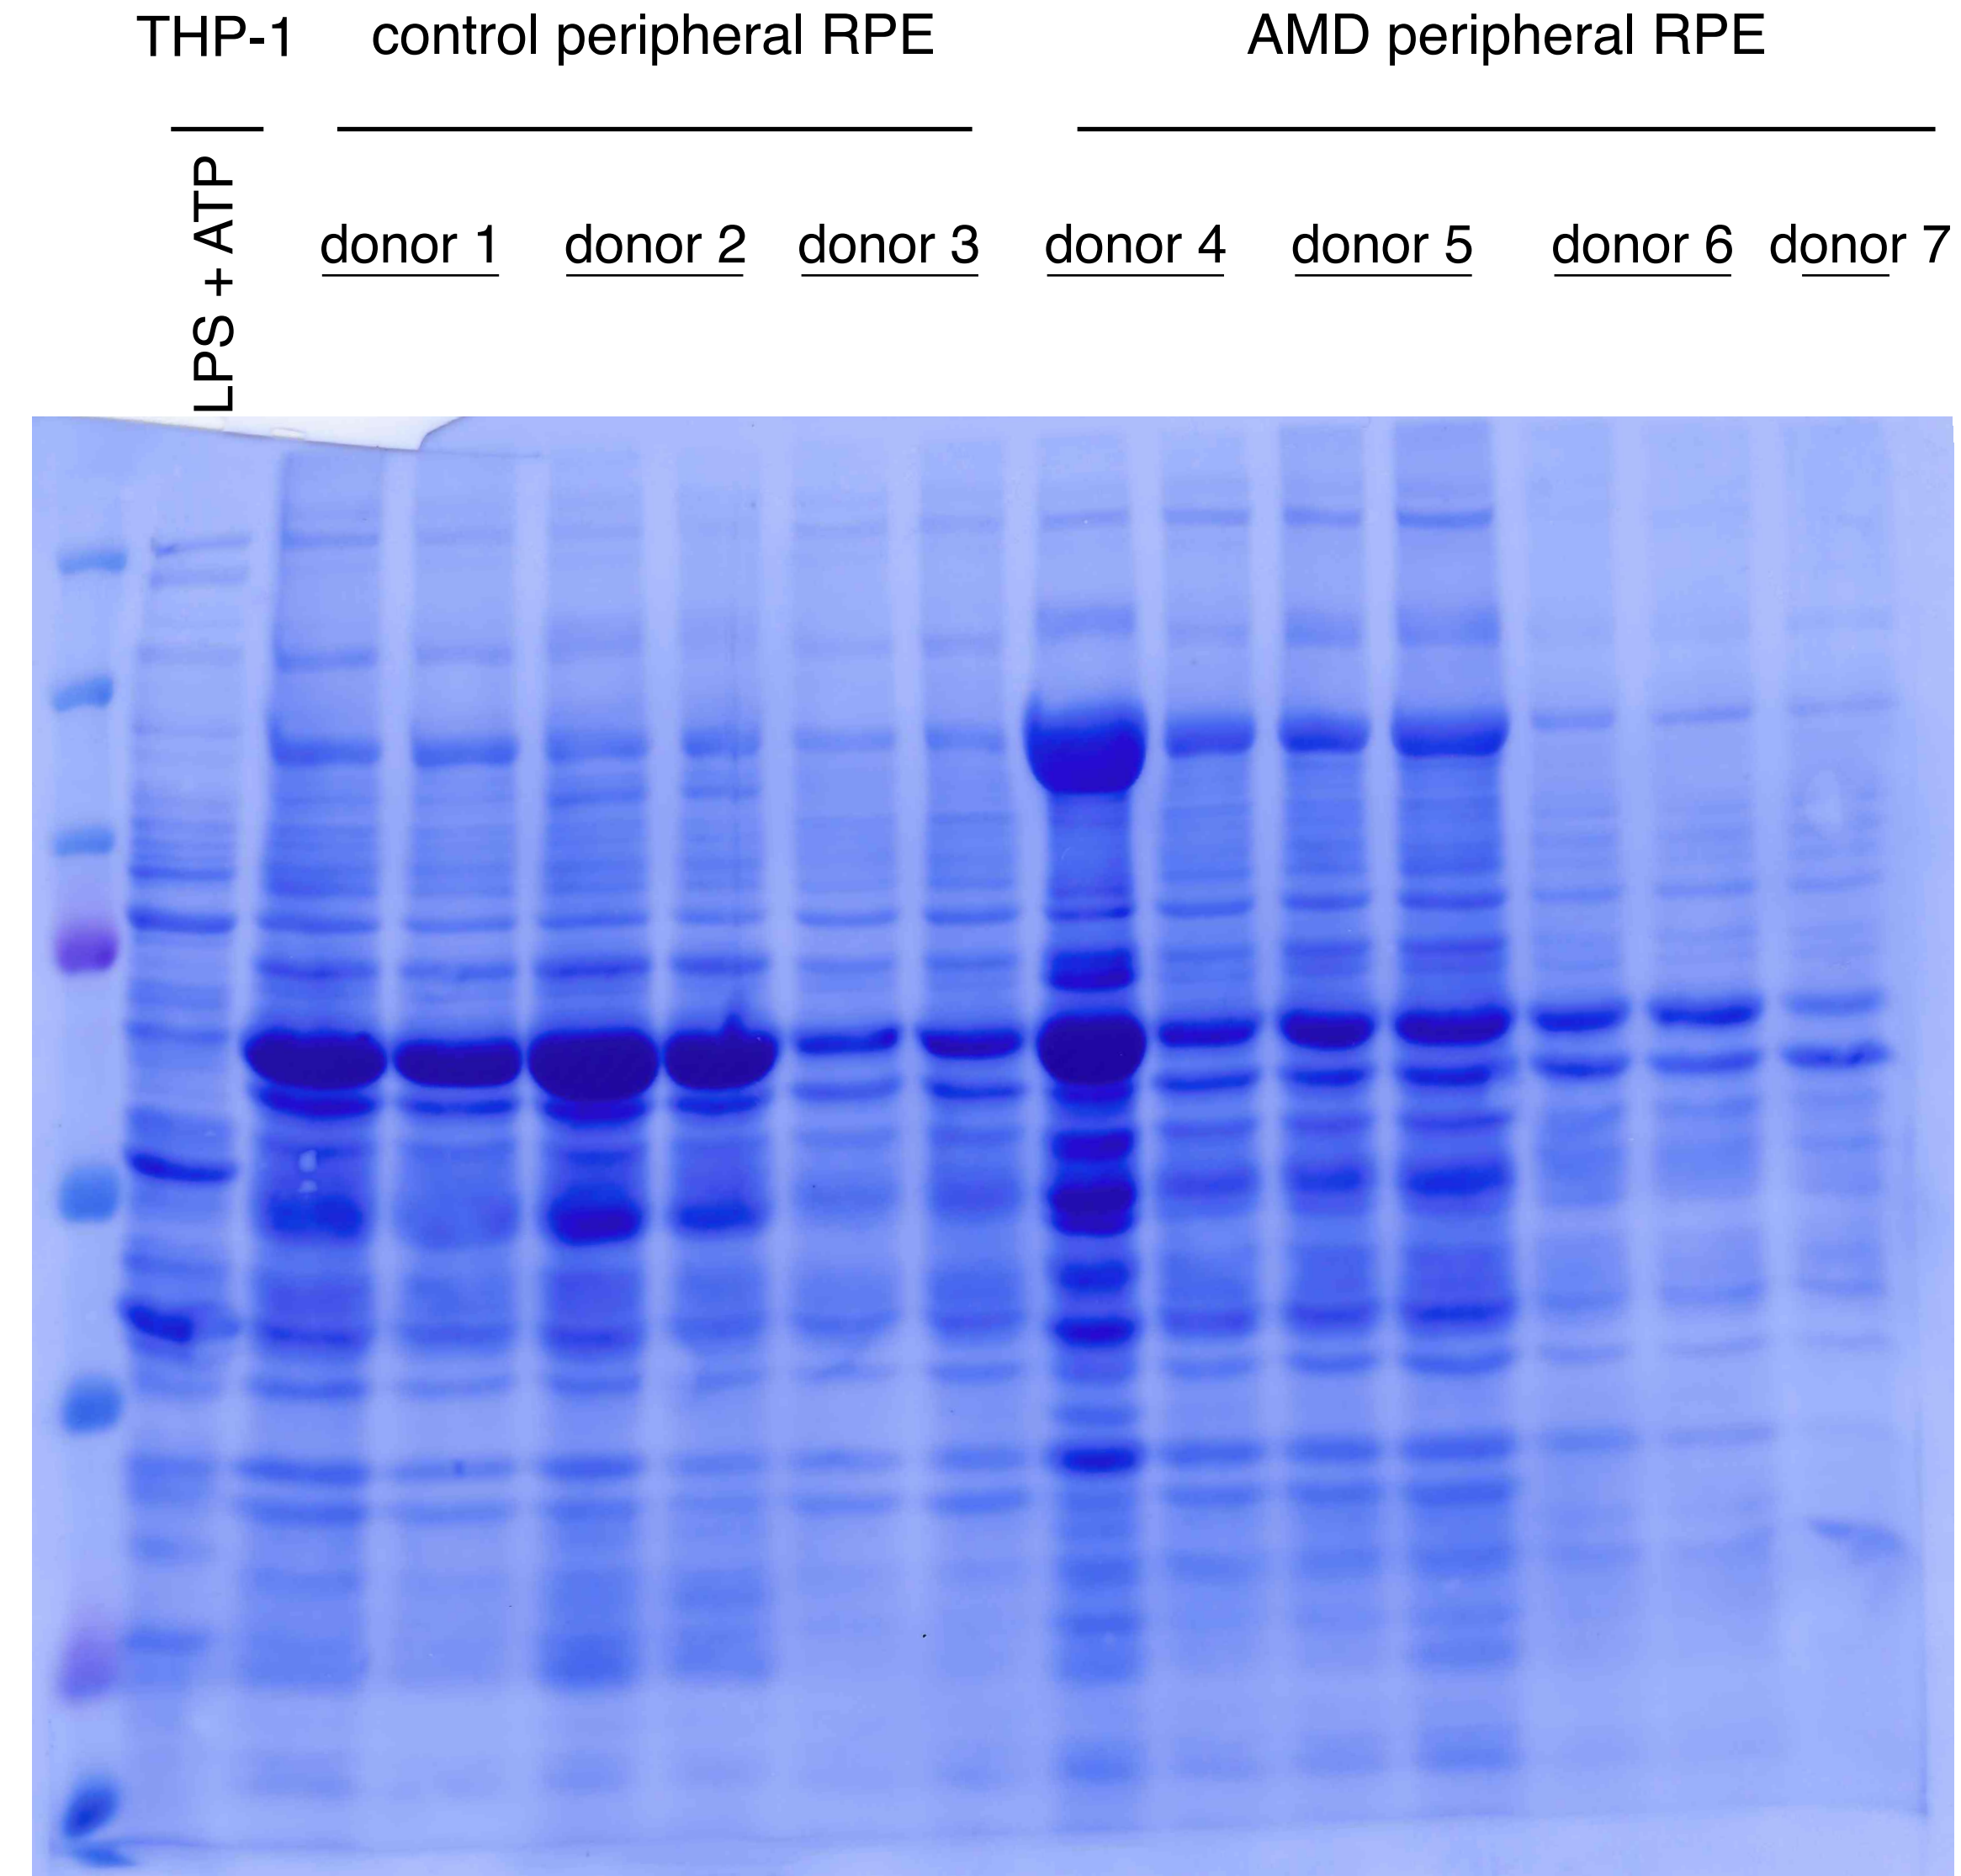 THP-1 control peripheral RPE AMD peripheral RPE
LPS + ATP
donor 1 donor 2 donor 3 donor 4 donor 5 donor 6 donor 7